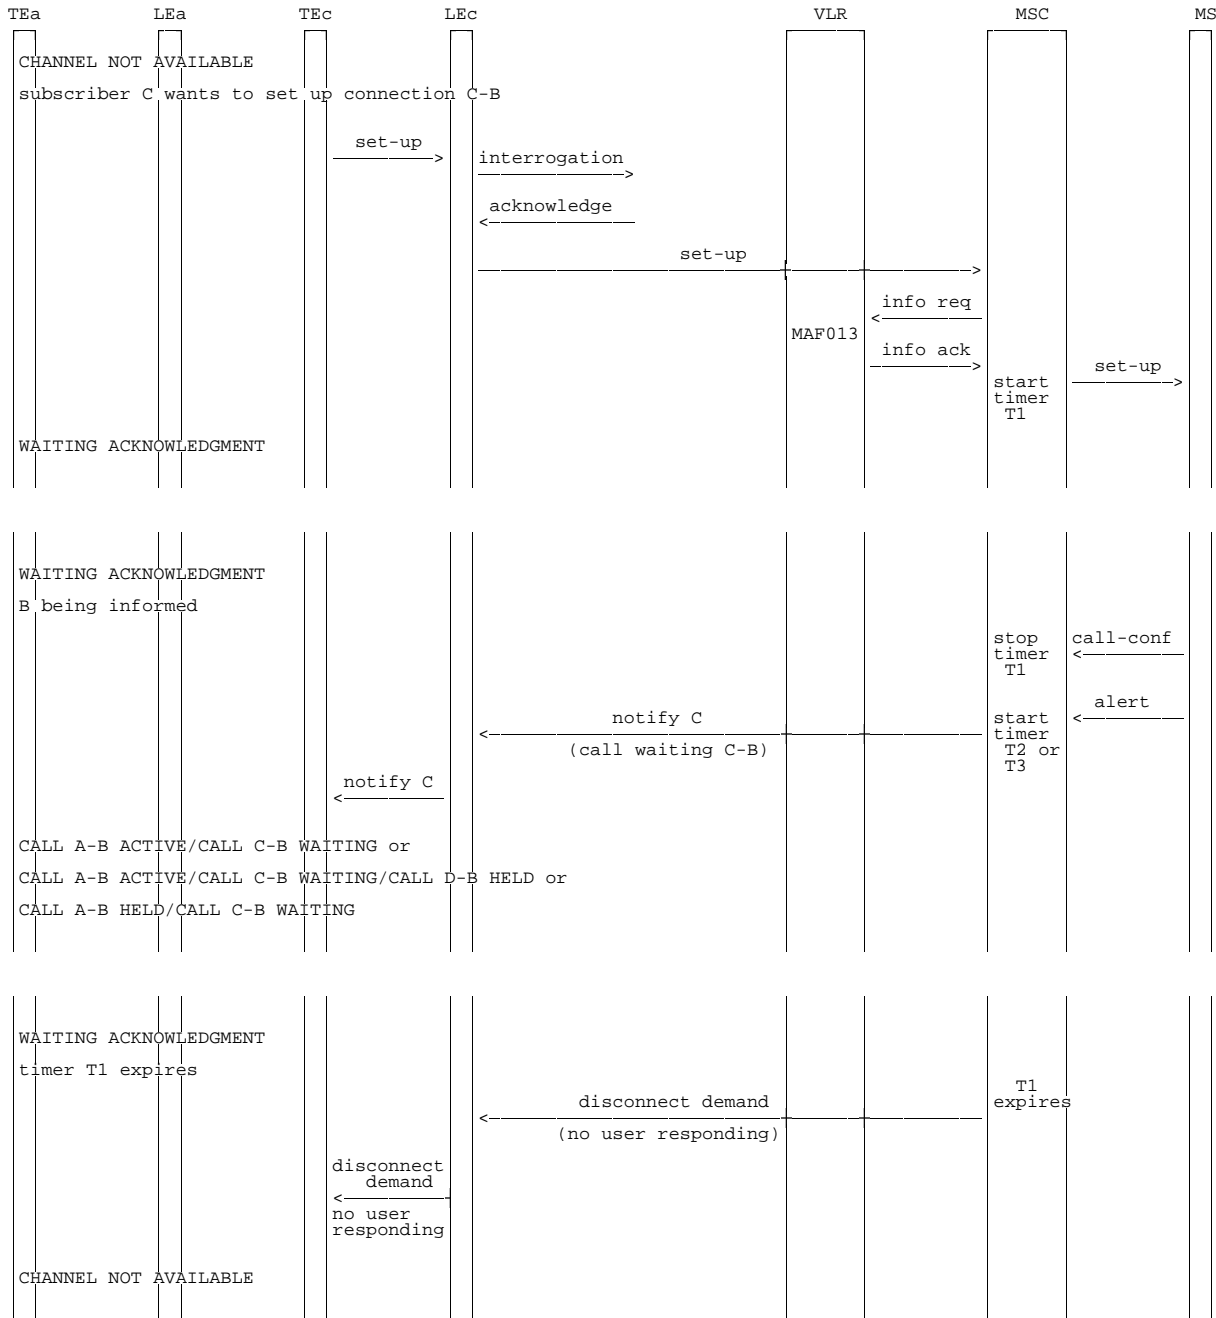 TEa LEa TEc LEc VLR MSC MS
CHANNEL NOT AVAILABLE
subscriber C wants to set up connection C-B
set-up
interrogation
acknowledge
set-up
info req
MAF013
info ack
set-up
start
timer
T1
WAITING ACKNOWLEDGMENT
WAITING ACKNOWLEDGMENT
B being informed
stop
timer
T1
call-conf
alert
notify C
(call waiting C-B)
start
timer
T2 or
T3
notify C
CALL A-B ACTIVE/CALL C-B WAITING or
CALL A-B ACTIVE/CALL C-B WAITING/CALL D-B HELD or
CALL A-B HELD/CALL C-B WAITING
WAITING ACKNOWLEDGMENT
timer T1 expires
T1
expires
disconnect demand
(no user responding)
disconnect
demand
no user
responding
CHANNEL NOT AVAILABLE